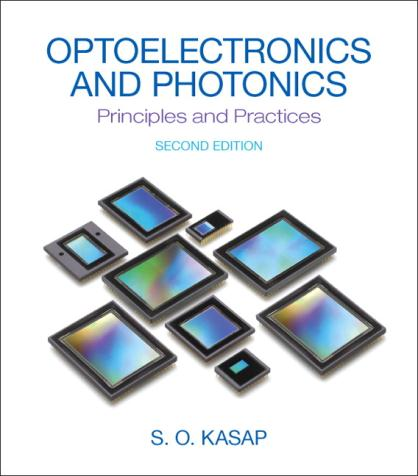 OPTOELECTRONICS
AND PHOTONICS
Principles and Practices
SECOND EDITION
S. O. KASAP